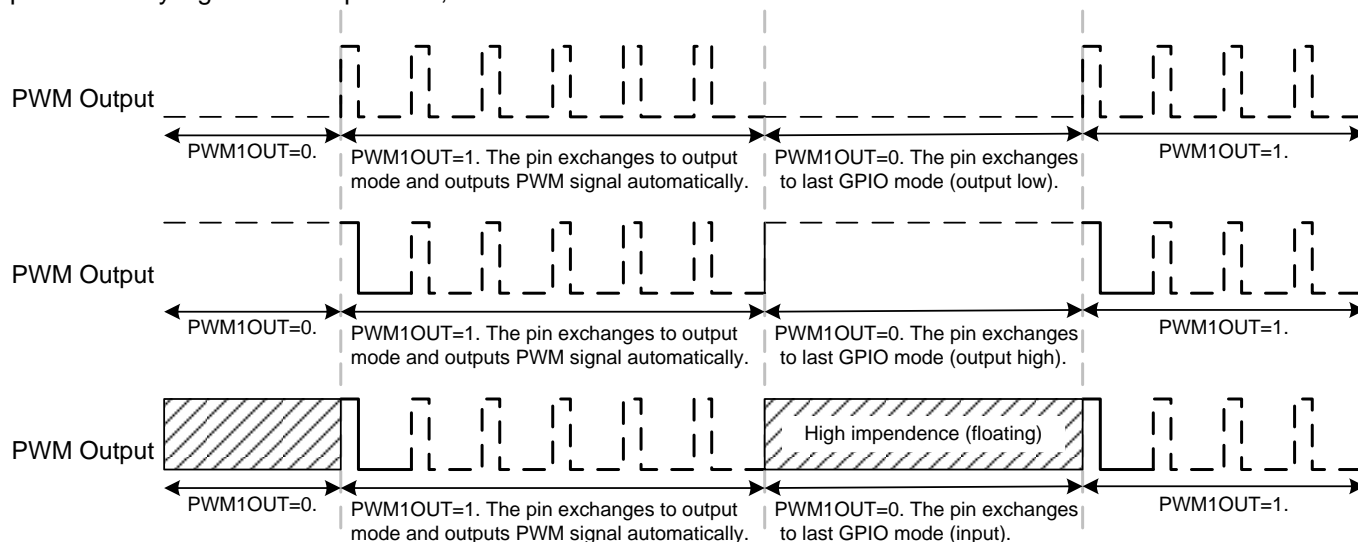 PWM Output
PWM1OUT=0.
PWM1OUT=1. The pin exchanges to output
mode and outputs PWM signal automatically.
PWM1OUT=0. The pin exchanges
to last GPIO mode (output low).
PWM1OUT=1.
PWM Output
PWM1OUT=0.
PWM1OUT=1. The pin exchanges to output
mode and outputs PWM signal automatically.
PWM1OUT=0. The pin exchanges
to last GPIO mode (output high).
PWM1OUT=1.
PWM Output
High impendence (floating)
PWM1OUT=0.
PWM1OUT=1. The pin exchanges to output
mode and outputs PWM signal automatically.
PWM1OUT=0. The pin exchanges
to last GPIO mode (input).
PWM1OUT=1.